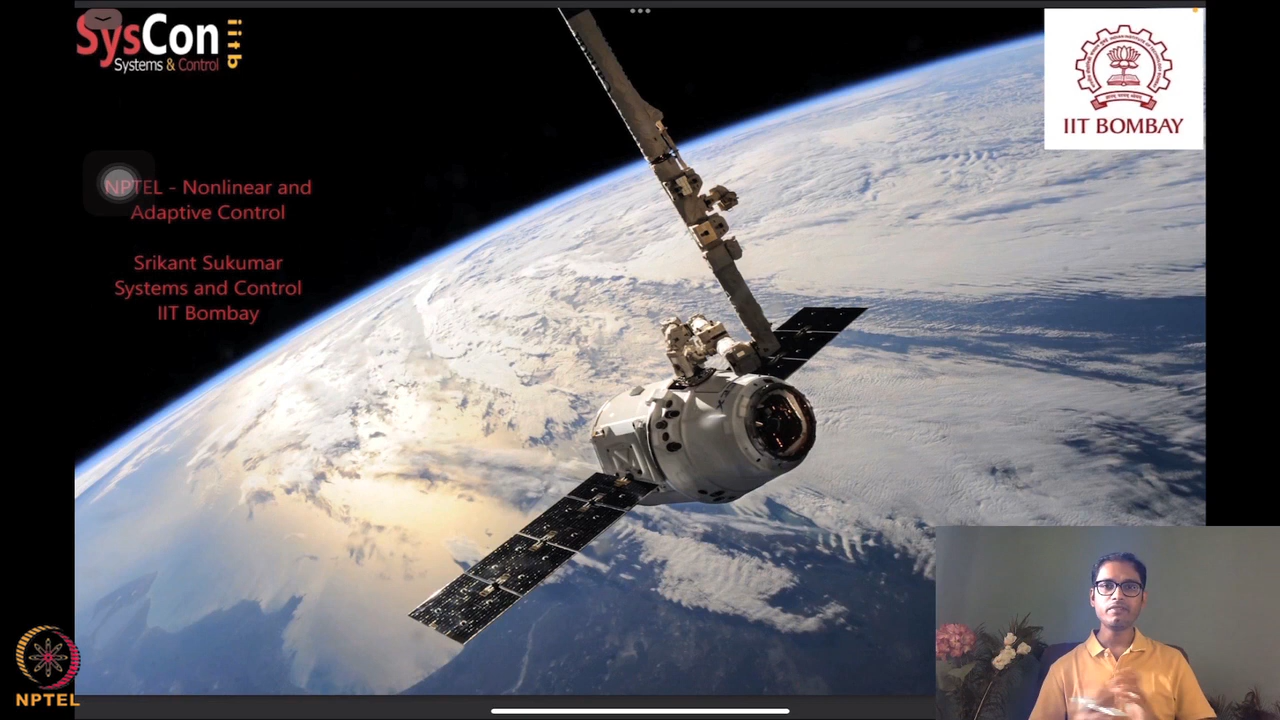 SysCon
iitb
Systems & Control
IIT BOMBAY
NPTEL - Nonlinear and
Adaptive Control
Srikant Sukumar
Systems and Control
IIT Bombay
NPTEL